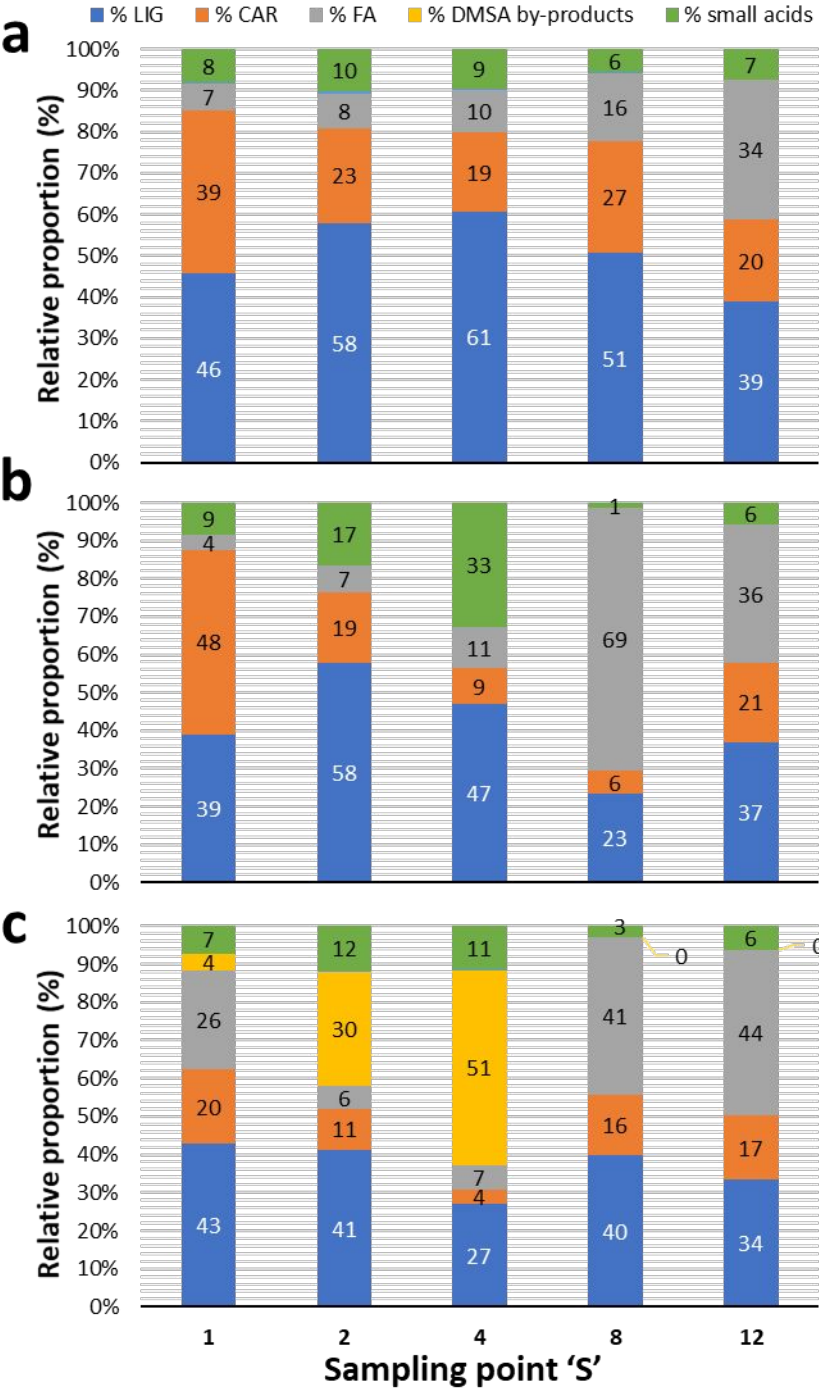 % LIG % CAR % FA % DMSA by-products % small acids
a
Relative proportion (%)
100%
90%
80%
70%
60%
50%
40%
30%
20%
10%
0%
8 10 9 6 7
7 8 10 16 34
39 23 19 27 20
46 58 61 51 39
b
Relative proportion (%)
100%
90%
80%
70%
60%
50%
40%
30%
20%
10%
0%
9 17 33 1 6
4 7 11 69 36
48 19 9 6 21
39 58 47 23 37
c
Relative proportion (%)
100%
90%
80%
70%
60%
50%
40%
30%
20%
10%
0%
7 12 11 3 6
4 30 51 0 0
26 6 7 41 44
20 11 4 16 17
43 41 27 40 34
1 2 4 8 12
Sampling point ‘S’